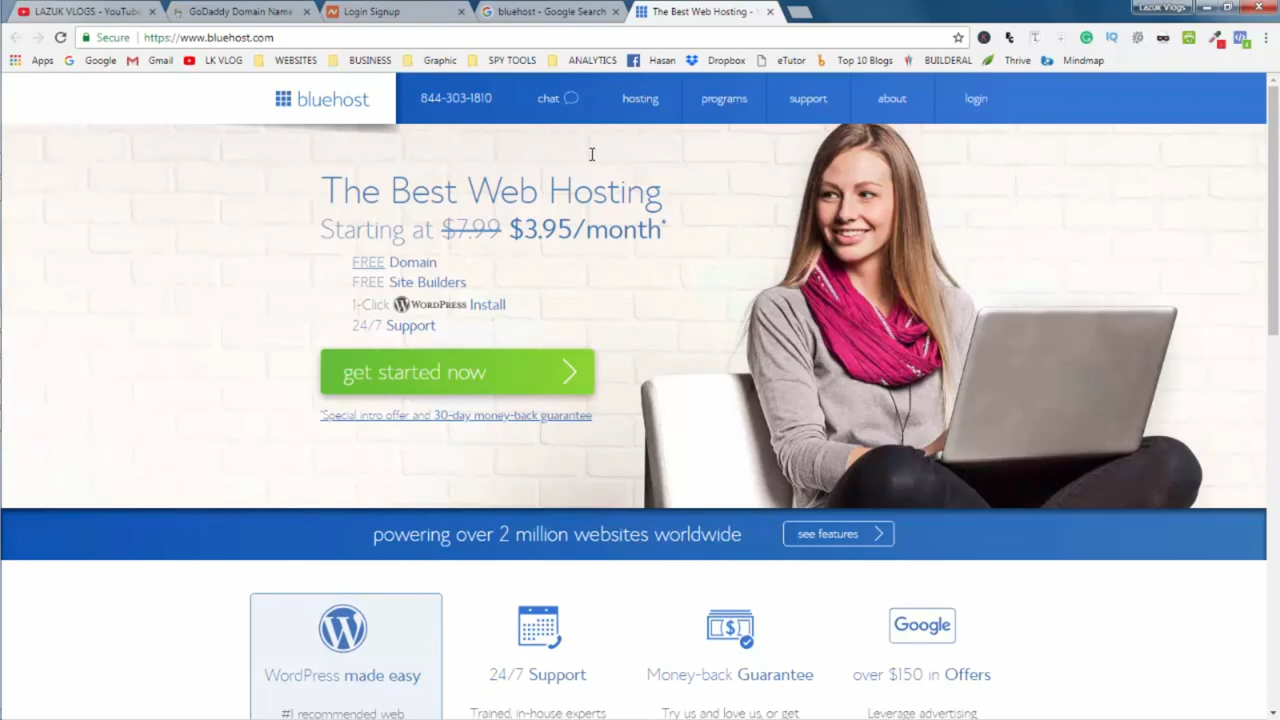 LAZUK VLOGS - YouTube
GoDaddy Domain Name
Login Signup
bluehost - Google Search
The Best Web Hosting -
Lazuk Vlogs
Secure
https://www.bluehost.com
Apps
Google
Gmail
LK VLOG
WEBSITES
BUSINESS
Graphic
SPY TOOLS
ANALYTICS
Hasan
Dropbox
eTutor
Top 10 Blogs
BUILDERAL
Thrive
Mindmap
bluehost
844-303-1810
chat
hosting
programs
support
about
login
The Best Web Hosting
Starting at $7.99 $3.95/month*
FREE Domain
FREE Site Builders
1-Click WORDPRESS Install
24/7 Support
get started now
*Special intro offer and 30-day money-back guarantee
powering over 2 million websites worldwide
see features
WordPress made easy
24/7 Support
Money-back Guarantee
Google
over $150 in Offers
#1 recommended web
Trained, in-house experts
Try us and love us, or get
Leverage advertising